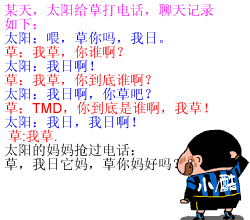 某天，太阳给草打电话，聊天记录
如下：
太阳：喂，草你吗，我日。
草：我草，你谁啊？
太阳：我日啊！
草：我草，你到底谁啊？
太阳：我日啊，你草吧？
草：TMD，你到底是谁啊，我草！
太阳：我日，我日啊！
草:我草.
太阳的妈妈抢过电话：
草，我日它妈，草你妈好吗？
小酷